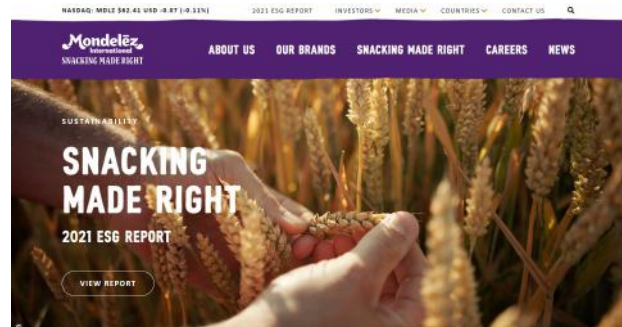 NASDAQ: MDLZ $62.41 USD -0.07 (-0.11%) 2021 ESG REPORT INVESTORS MEDIA COUNTRIES CONTACT US
Mondelēz
International
SNACKING MADE RIGHT
ABOUT US OUR BRANDS SNACKING MADE RIGHT CAREERS NEWS
SUSTAINABILITY
SNACKING
MADE RIGHT
2021 ESG REPORT
VIEW REPORT